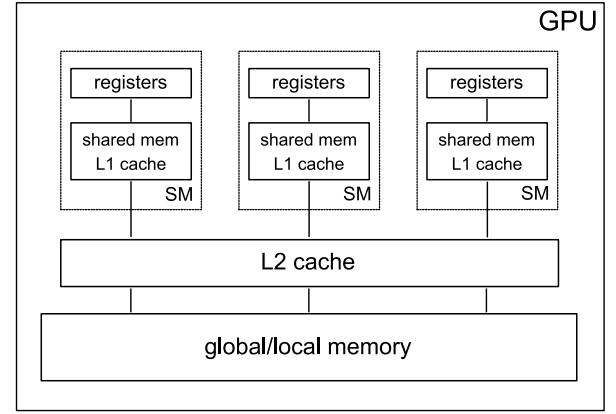 GPU
registers
shared mem
L1 cache
SM
registers
shared mem
L1 cache
SM
registers
shared mem
L1 cache
SM
L2 cache
global/local memory